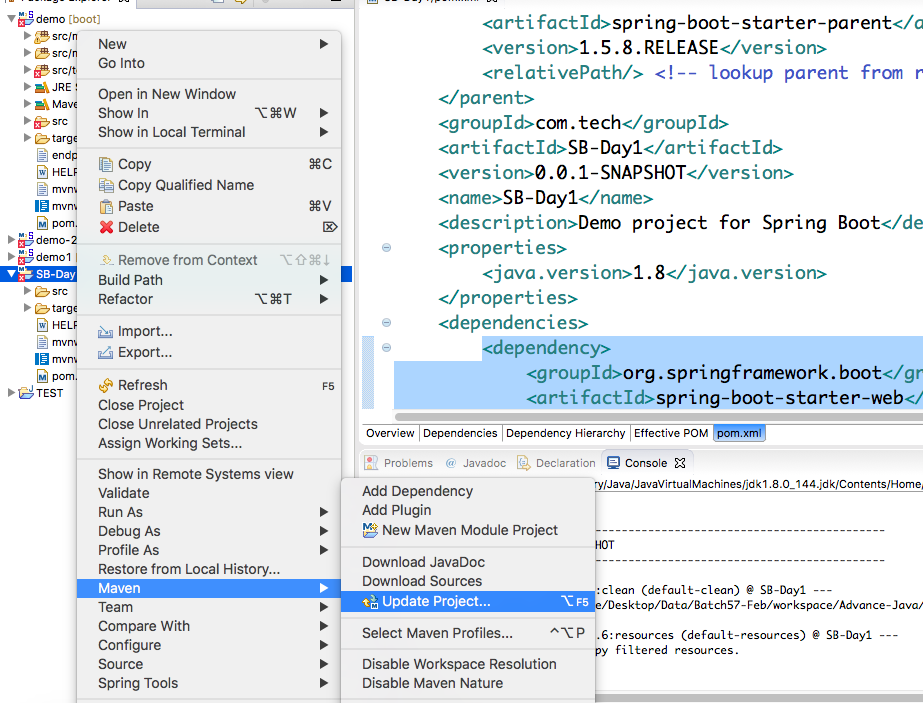 demo [boot]
src/m
src/m
src/t
JRE S
Mave
src
targe
endp
HELP
mvnw
mvnw
pom.
demo-2
demo1
SB-Day
src
targe
HELP
mvnw
mvnw
pom.
TEST
New
Go Into
Open in New Window
Show In ⌥⌘W
Show in Local Terminal
Copy ⌘C
Copy Qualified Name
Paste ⌘V
Delete ⌦
Remove from Context ⌥⇧⌘↓
Build Path
Refactor ⌥⌘T
Import...
Export...
Refresh F5
Close Project
Close Unrelated Projects
Assign Working Sets...
Show in Remote Systems view
Validate
Run As
Debug As
Profile As
Restore from Local History...
Maven
Team
Compare With
Configure
Source
Spring Tools
Add Dependency
Add Plugin
New Maven Module Project
Download JavaDoc
Download Sources
Update Project... ⌥F5
Select Maven Profiles... ^⌥P
Disable Workspace Resolution
Disable Maven Nature
<artifactId>spring-boot-starter-parent</a
<version>1.5.8.RELEASE</version>
<relativePath/> <!-- lookup parent from r
</parent>
<groupId>com.tech</groupId>
<artifactId>SB-Day1</artifactId>
<version>0.0.1-SNAPSHOT</version>
<name>SB-Day1</name>
<description>Demo project for Spring Boot</de
<properties>
<java.version>1.8</java.version>
</properties>
<dependencies>
<dependency>
<groupId>org.springframework.boot</gr
<artifactId>spring-boot-starter-web</
Overview Dependencies Dependency Hierarchy Effective POM pom.xml
Problems @ Javadoc Declaration Console
ry/Java/JavaVirtualMachines/jdk1.8.0_144.jdk/Contents/Home/
------------------------------------------
HOT
------------------------------------------
:clean (default-clean) @ SB-Day1 ---
e/Desktop/Data/Batch57-Feb/workspace/Advance-Java/
.6:resources (default-resources) @ SB-Day1 ---
py filtered resources.